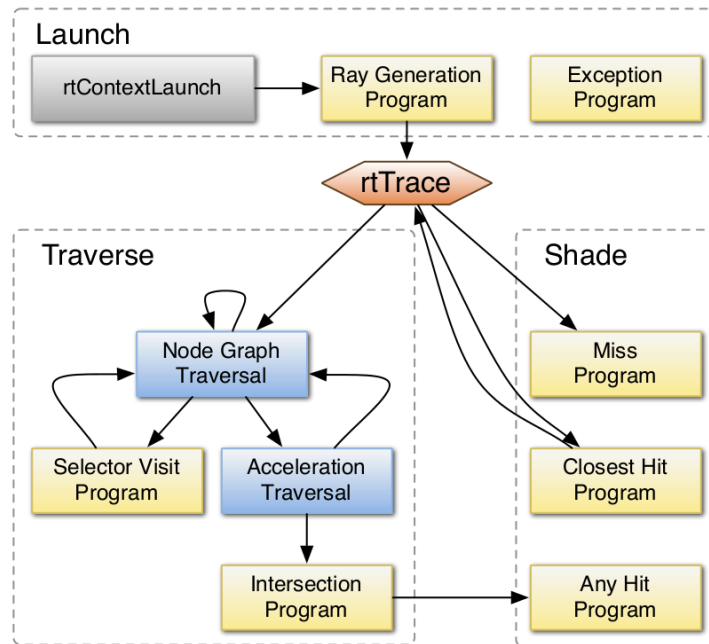 Launch
rtContextLaunch
Ray Generation
Program
Exception
Program
rtTrace
Traverse
Node Graph
Traversal
Selector Visit
Program
Acceleration
Traversal
Intersection
Program
Shade
Miss
Program
Closest Hit
Program
Any Hit
Program